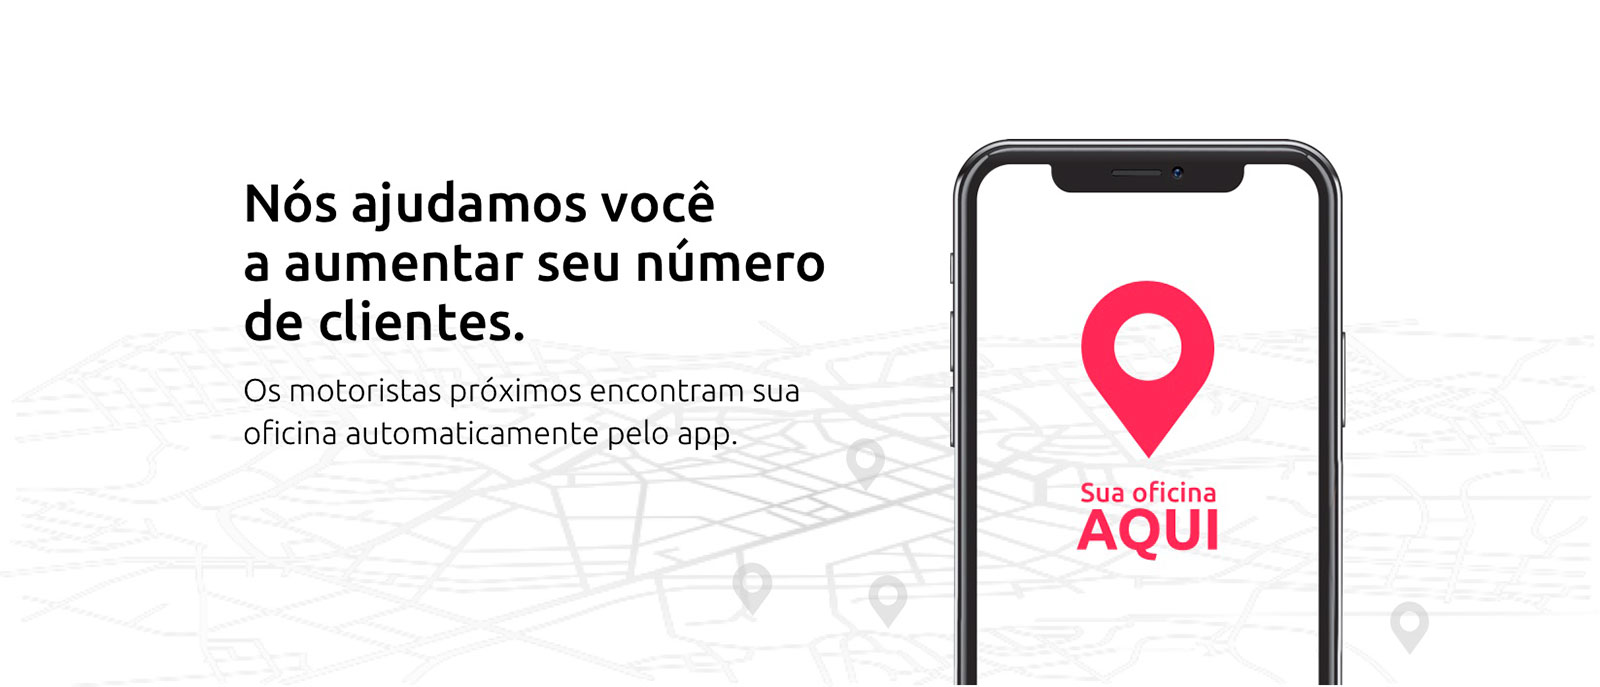 Nós ajudamos você
a aumentar seu número
de clientes.
Os motoristas próximos encontram sua
oficina automaticamente pelo app.
Sua oficina
AQUI